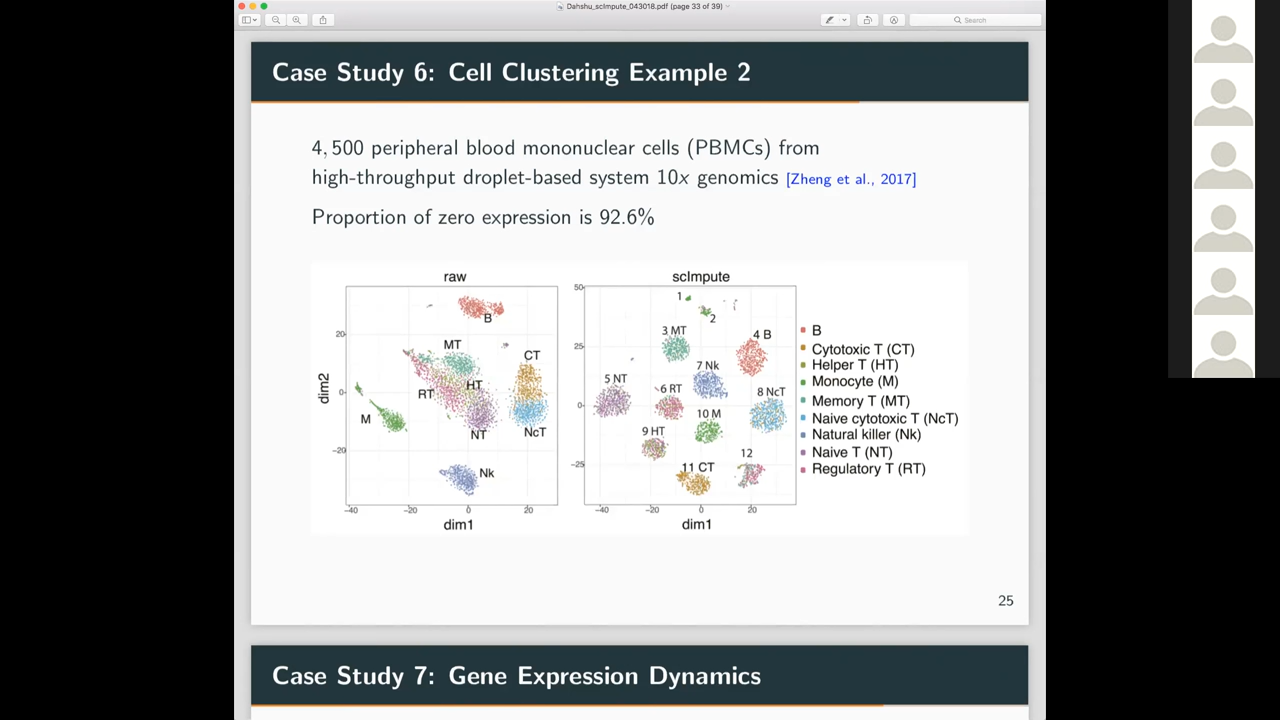 Dahshu_scImpute_043018.pdf (page 33 of 39)
Search
Case Study 6: Cell Clustering Example 2
4, 500 peripheral blood mononuclear cells (PBMCs) from
high-throughput droplet-based system 10x genomics [Zheng et al., 2017]
Proportion of zero expression is 92.6%
raw
B
MT
CT
HT
RT
M
NT
NcT
Nk
dim2
20
0
−20
−40
−20
0
20
dim1
scImpute
50
25
0
−25
1
2
3 MT
4 B
7 Nk
5 NT
6 RT
8 NcT
10 M
9 HT
11 CT
12
−40
−20
0
20
dim1
B
Cytotoxic T (CT)
Helper T (HT)
Monocyte (M)
Memory T (MT)
Naive cytotoxic T (NcT)
Natural killer (Nk)
Naive T (NT)
Regulatory T (RT)
25
Case Study 7: Gene Expression Dynamics